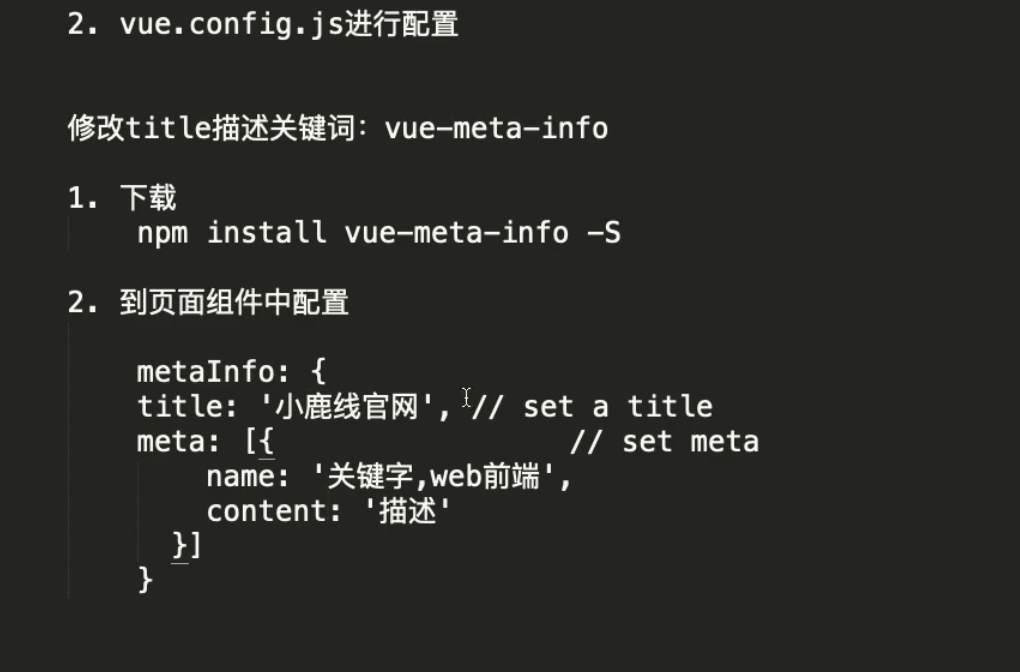 2. vue.config.js进行配置
修改title描述关键词：vue-meta-info
1. 下载
npm install vue-meta-info -S
2. 到页面组件中配置
metaInfo: {
title: '小鹿线官网', // set a title
meta: [{ // set meta
name: '关键字,web前端',
content: '描述'
}]
}